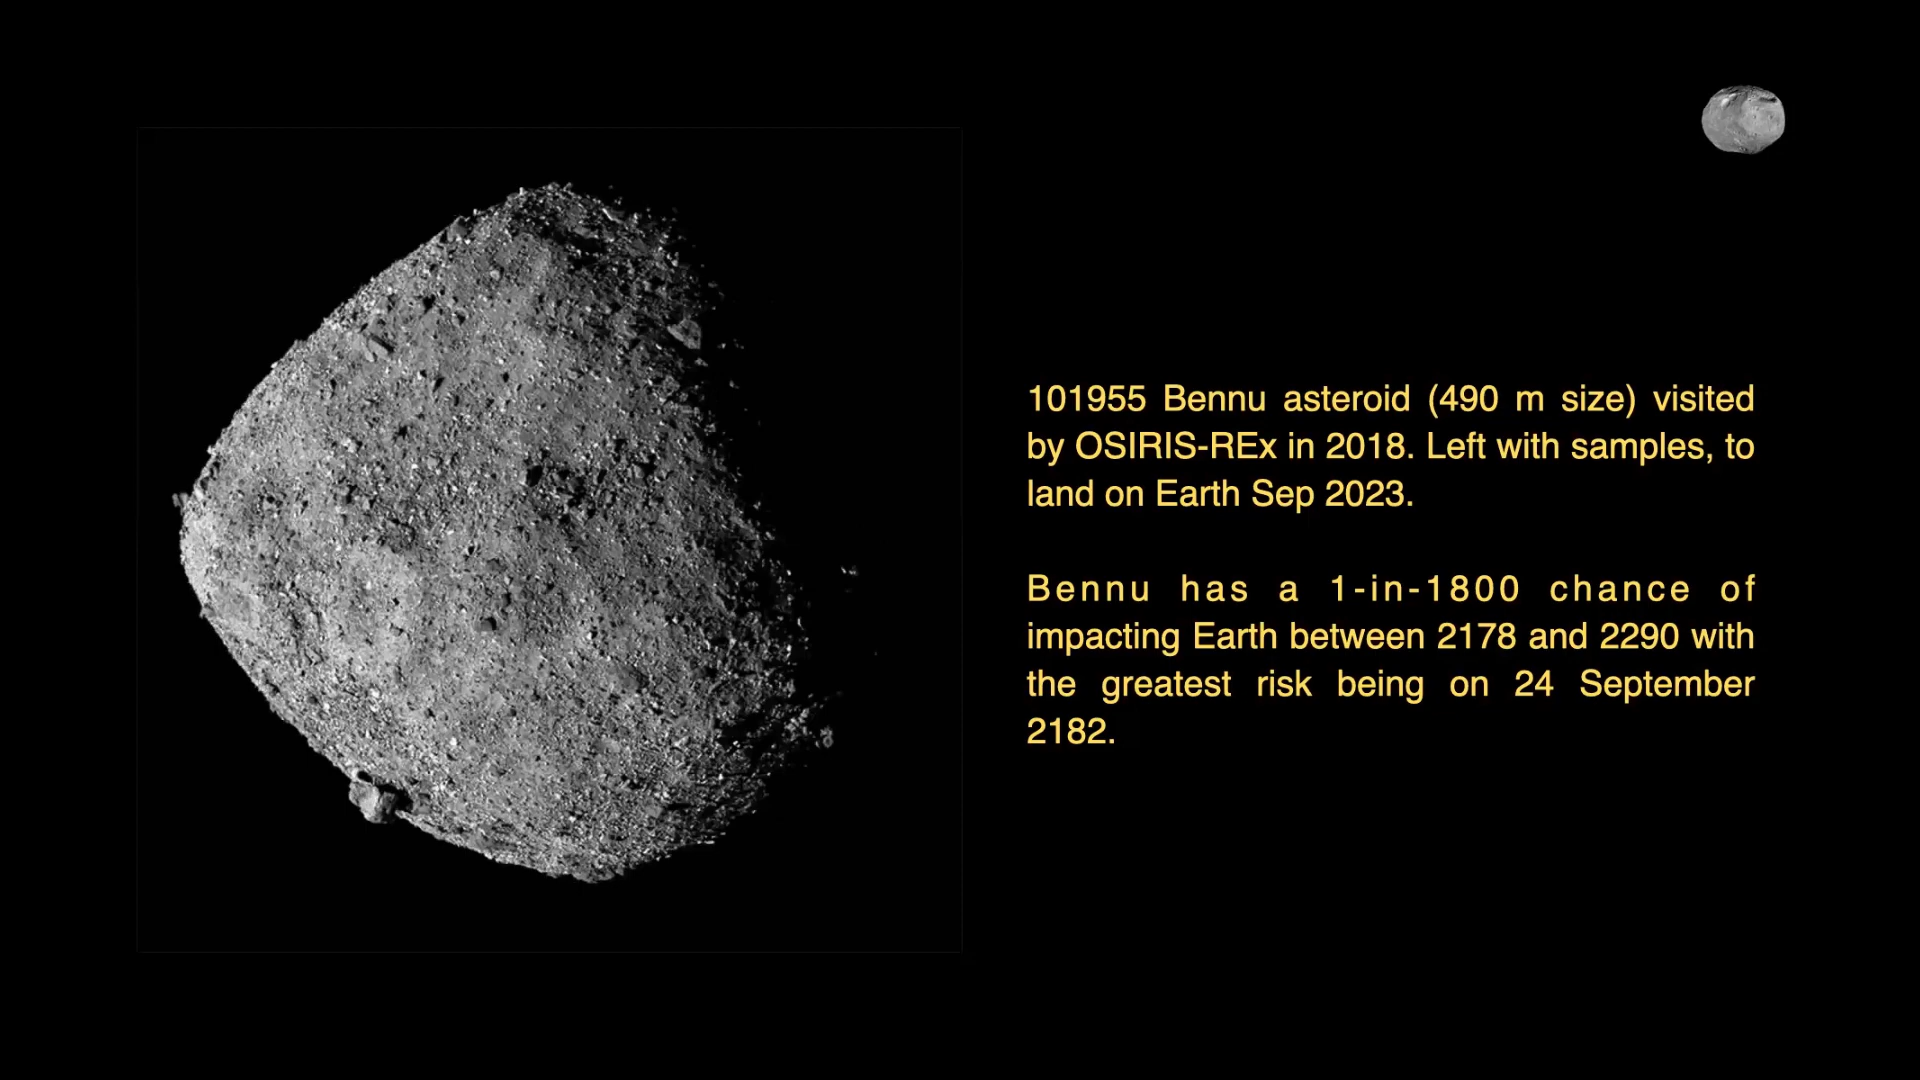 101955 Bennu asteroid (490 m size) visited
by OSIRIS-REx in 2018. Left with samples, to
land on Earth Sep 2023.
Bennu has a 1-in-1800 chance of
impacting Earth between 2178 and 2290 with
the greatest risk being on 24 September
2182.